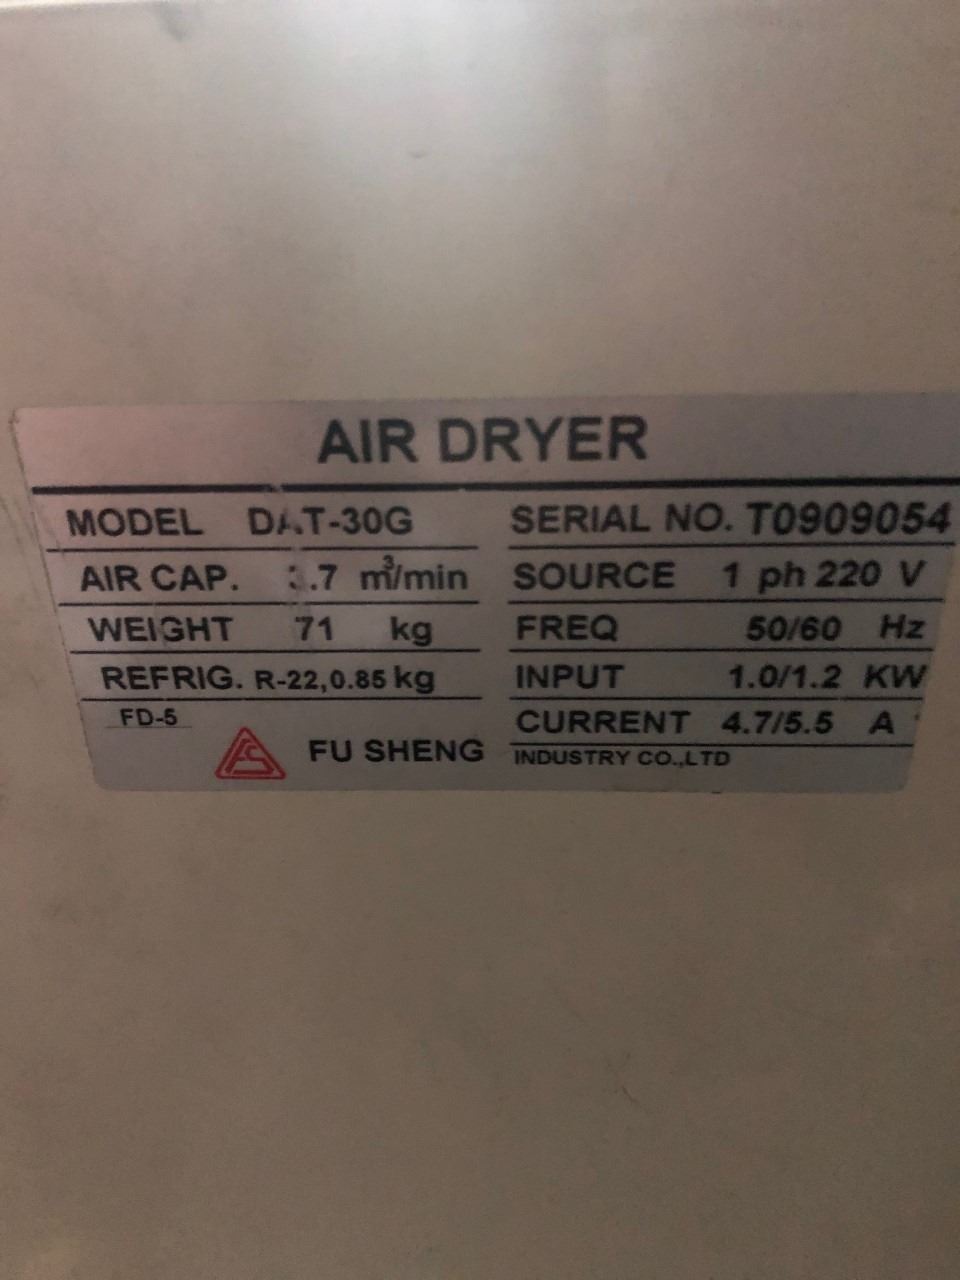 AIR DRYER
MODEL DAT-30G SERIAL NO. T0909054
AIR CAP. m³/min SOURCE 1 ph 220 V
WEIGHT 71 kg FREQ 50/60 Hz
REFRIG. R-22,0.85 kg INPUT 1.0/1.2 KW
FD-5 CURRENT 4.7/5.5 A
FU SHENG INDUSTRY CO.,LTD